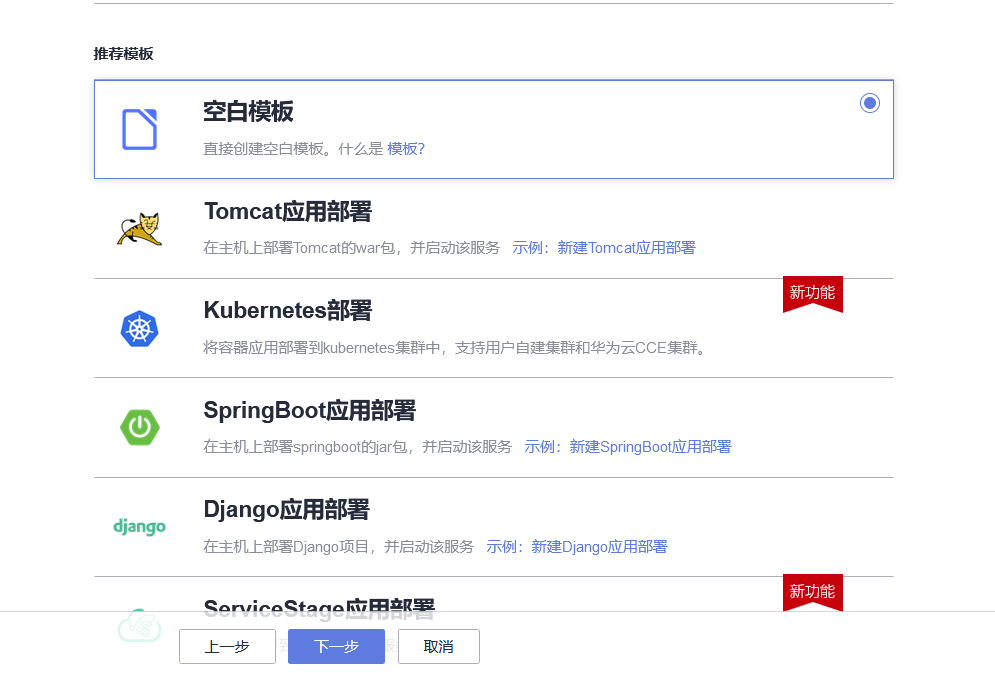 推荐模板
空白模板
直接创建空白模板。什么是 模板?
Tomcat应用部署
在主机上部署Tomcat的war包，并启动该服务 示例：新建Tomcat应用部署
新功能
Kubernetes部署
将容器应用部署到kubernetes集群中，支持用户自建集群和华为云CCE集群。
SpringBoot应用部署
在主机上部署springboot的jar包，并启动该服务 示例：新建SpringBoot应用部署
django
Django应用部署
在主机上部署Django项目，并启动该服务 示例：新建Django应用部署
新功能
ServiceStage应用部署
上一步 下一步 取消